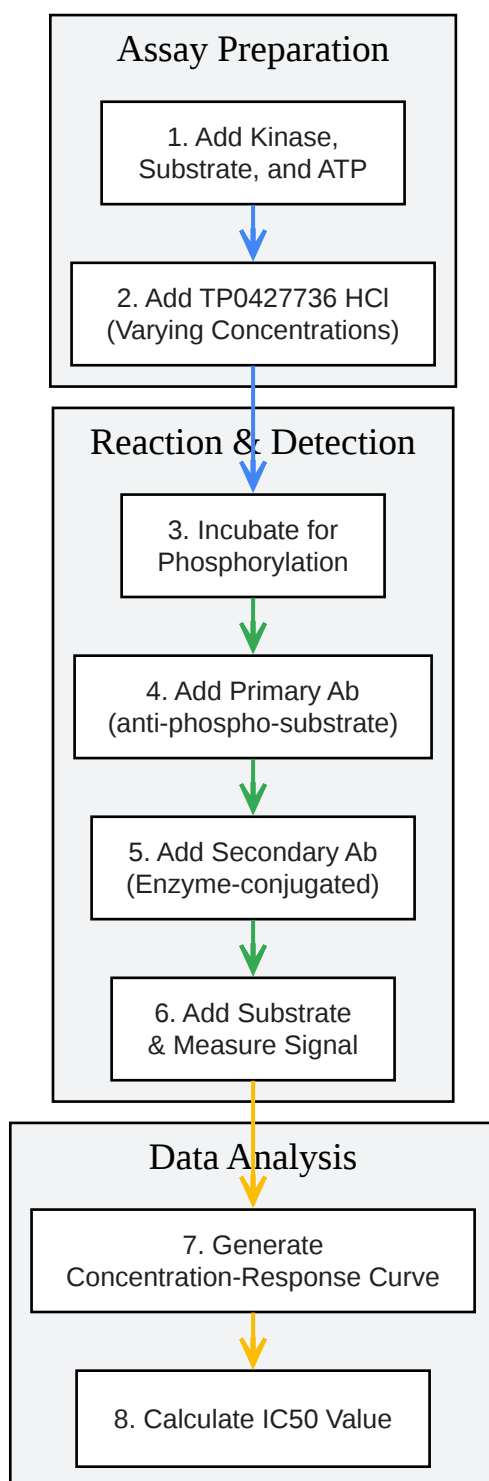 Assay Preparation
1. Add Kinase,
Substrate, and ATP
2. Add TP0427736 HCl
(Varying Concentrations)
Reaction & Detection
3. Incubate for
Phosphorylation
4. Add Primary Ab
(anti-phospho-substrate)
5. Add Secondary Ab
(Enzyme-conjugated)
6. Add Substrate
& Measure Signal
Data Analysis
7. Generate
Concentration-Response Curve
8. Calculate IC50 Value